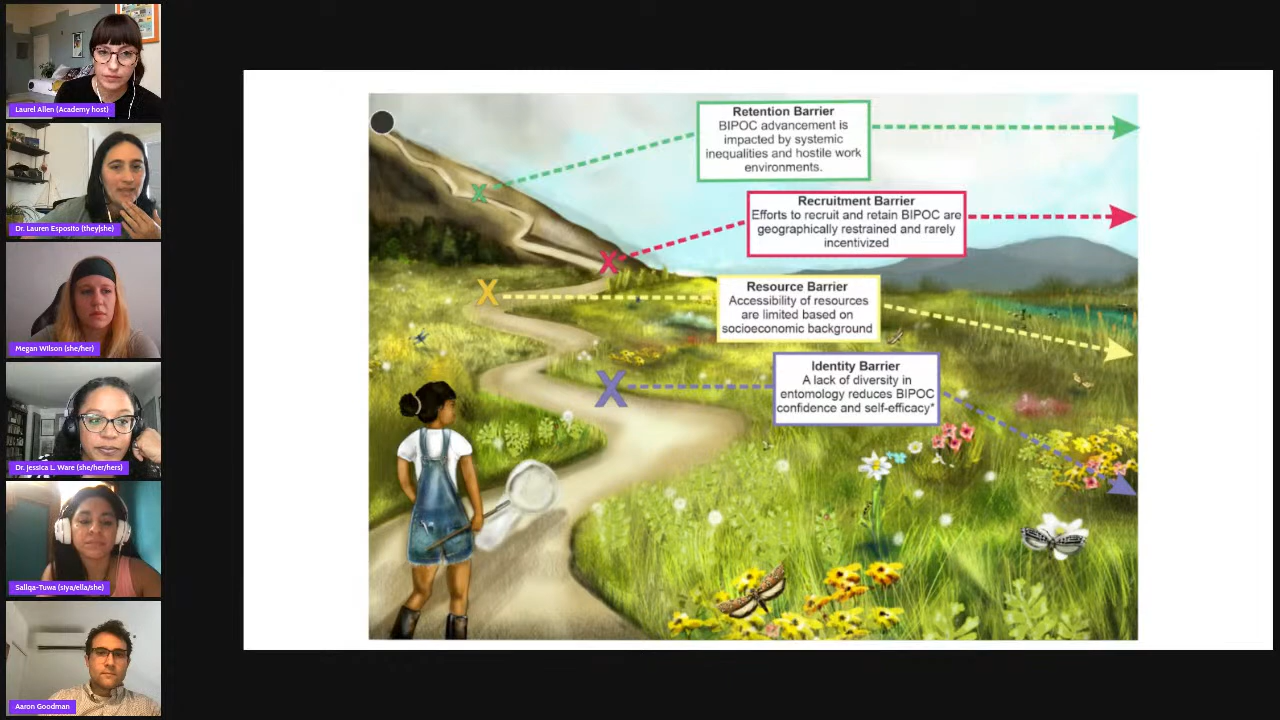 Laurel Allen (Academy host)
Dr. Lauren Esposito (they|she)
Megan Wilson (she/her)
Dr. Jessica L. Ware (she/her/hers)
Sallqa-Tuwa (siya/ella/she)
Aaron Goodman
Retention Barrier
BIPOC advancement is
impacted by systemic
inequalities and hostile work
environments.
Recruitment Barrier
Efforts to recruit and retain BIPOC are
geographically restrained and rarely
incentivized
Resource Barrier
Accessibility of resources
are limited based on
socioeconomic background
Identity Barrier
A lack of diversity in
entomology reduces BIPOC
confidence and self-efficacy*